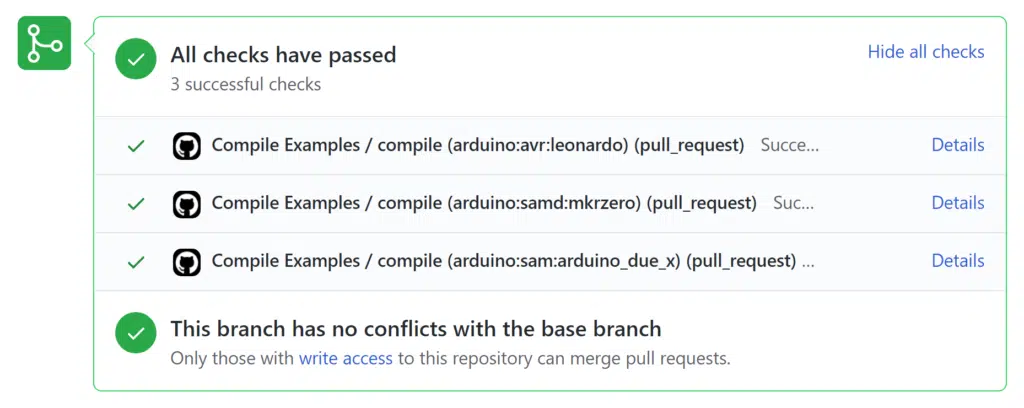 All checks have passed
Hide all checks
3 successful checks
Compile Examples / compile (arduino:avr:leonardo) (pull_request) Succe... Details
Compile Examples / compile (arduino:samd:mkrzero) (pull_request) Suc... Details
Compile Examples / compile (arduino:sam:arduino_due_x) (pull_request) ... Details
This branch has no conflicts with the base branch
Only those with write access to this repository can merge pull requests.